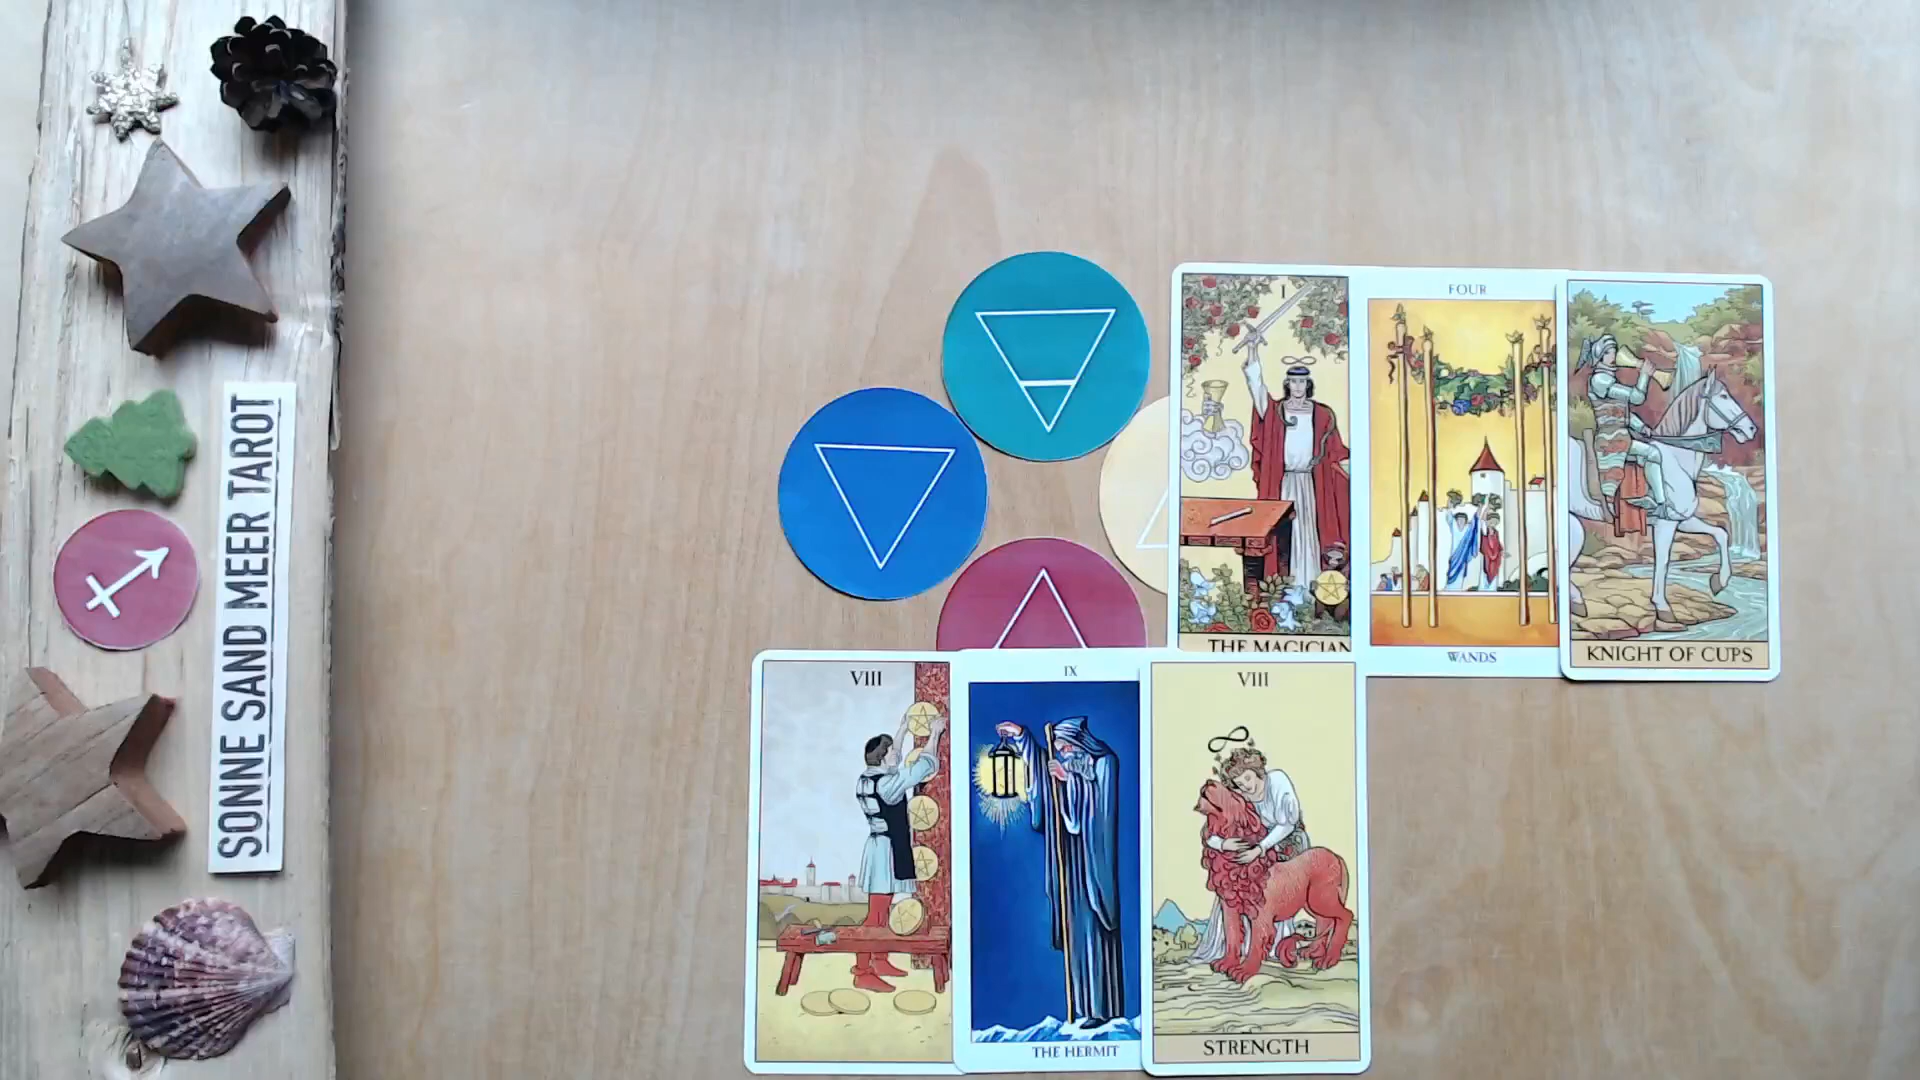 SONNE SAND MEER TAROT
I
THE MAGICIAN
FOUR
WANDS
KNIGHT OF CUPS
VIII
IX
THE HERMIT
VIII
STRENGTH